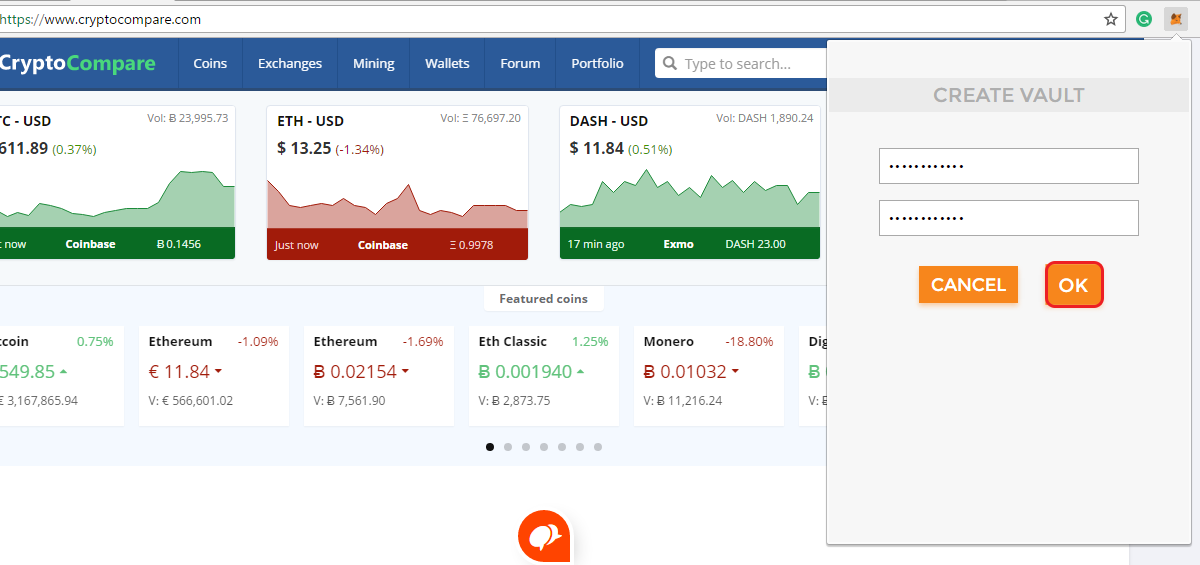 https://www.cryptocompare.com
CryptoCompare Coins Exchanges Mining Wallets Forum Portfolio Type to search...
CREATE VAULT
TC - USD Vol: Ƀ 23,995.73
611.89 (0.37%)
t now Coinbase Ƀ 0.1456
ETH - USD Vol: Ξ 76,697.20
$ 13.25 (-1.34%)
Just now Coinbase Ξ 0.9978
DASH - USD Vol: DASH 1,890.24
$ 11.84 (0.51%)
17 min ago Exmo DASH 23.00
CANCEL OK
Featured coins
tcoin 0.75%
549.85
€ 3,167,865.94
Ethereum -1.09%
€ 11.84
V: € 566,601.02
Ethereum -1.69%
Ƀ 0.02154
V: Ƀ 7,561.90
Eth Classic 1.25%
Ƀ 0.001940
V: Ƀ 2,873.75
Monero -18.80%
Ƀ 0.01032
V: Ƀ 11,216.24
Dig
Ƀ
V: Ƀ